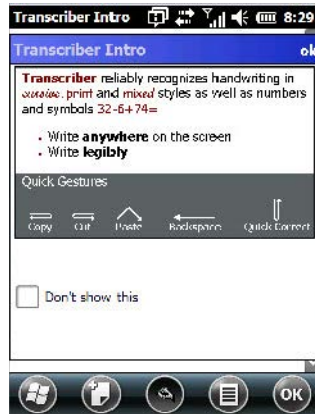 Transcriber Intro 8:29
Transcriber Intro ok
Transcriber reliably recognizes handwriting in
cursive, print and mixed styles as well as numbers
and symbols 32-6+74=
• Write anywhere on the screen
• Write legibly
Quick Gestures
Copy Cut Paste Backspace Quick Correct
Don't show this
OK